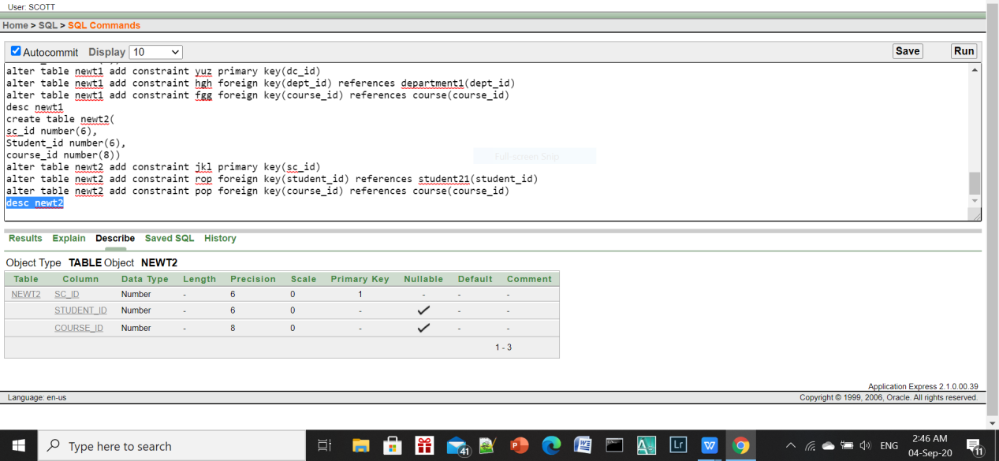 User: SCOTT
Home > SQL > SQL Commands
Autocommit Display 10 Save Run
alter table newt1 add constraint yuz primary key(dc_id)
alter table newt1 add constraint hgh foreign key(dept_id) references department1(dept_id)
alter table newt1 add constraint fgg foreign key(course_id) references course(course_id)
desc newt1
create table newt2(
sc_id number(6),
Student_id number(6),
course_id number(8))
Full-screen Snip
alter table newt2 add constraint jkl primary key(sc_id)
alter table newt2 add constraint rop foreign key(student_id) references student21(student_id)
alter table newt2 add constraint pop foreign key(course_id) references course(course_id)
desc newt2
Results Explain Describe Saved SQL History
Object Type TABLE Object NEWT2
Table Column Data Type Length Precision Scale Primary Key Nullable Default Comment
NEWT2 SC_ID Number - 6 0 1 - - -
STUDENT_ID Number - 6 0 - - -
COURSE_ID Number - 8 0 - - -
1 - 3
Application Express 2.1.0.00.39
Language: en-us Copyright © 1999, 2006, Oracle. All rights reserved.
Type here to search 41 P W Lr W ENG 2:46 AM 11
04-Sep-20